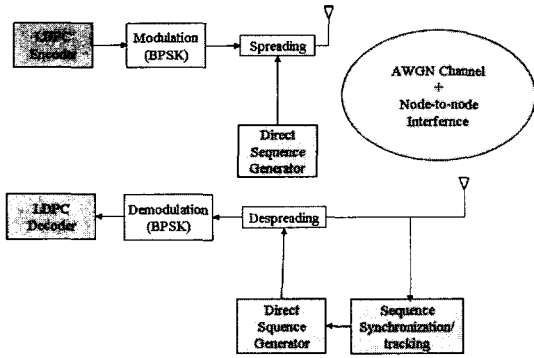 LDPC
Encoder
Modulation
(BPSK)
Spreading
AWGN Channel
+
Node-to-node
Interfernce
Direct
Sequence
Generator
LDPC
Decoder
Demodulation
(BPSK)
Despreading
Direct
Squence
Generator
Sequence
Synchronization/
tracking